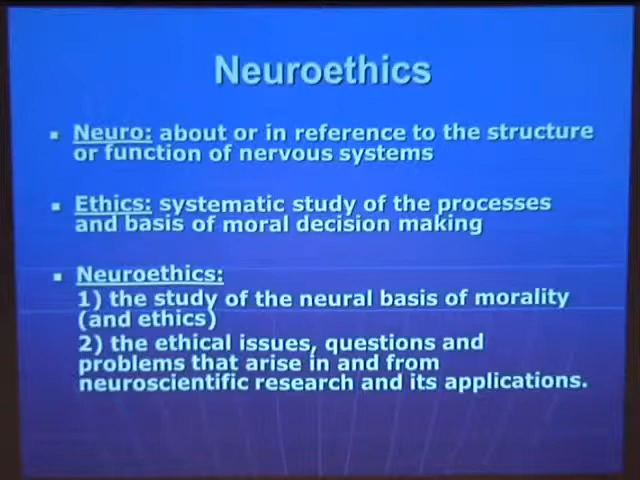 Neuroethics
Neuro: about or in reference to the structure
or function of nervous systems
Ethics: systematic study of the processes
and basis of moral decision making
Neuroethics:
1) the study of the neural basis of morality
(and ethics)
2) the ethical issues, questions and
problems that arise in and from
neuroscientific research and its applications.